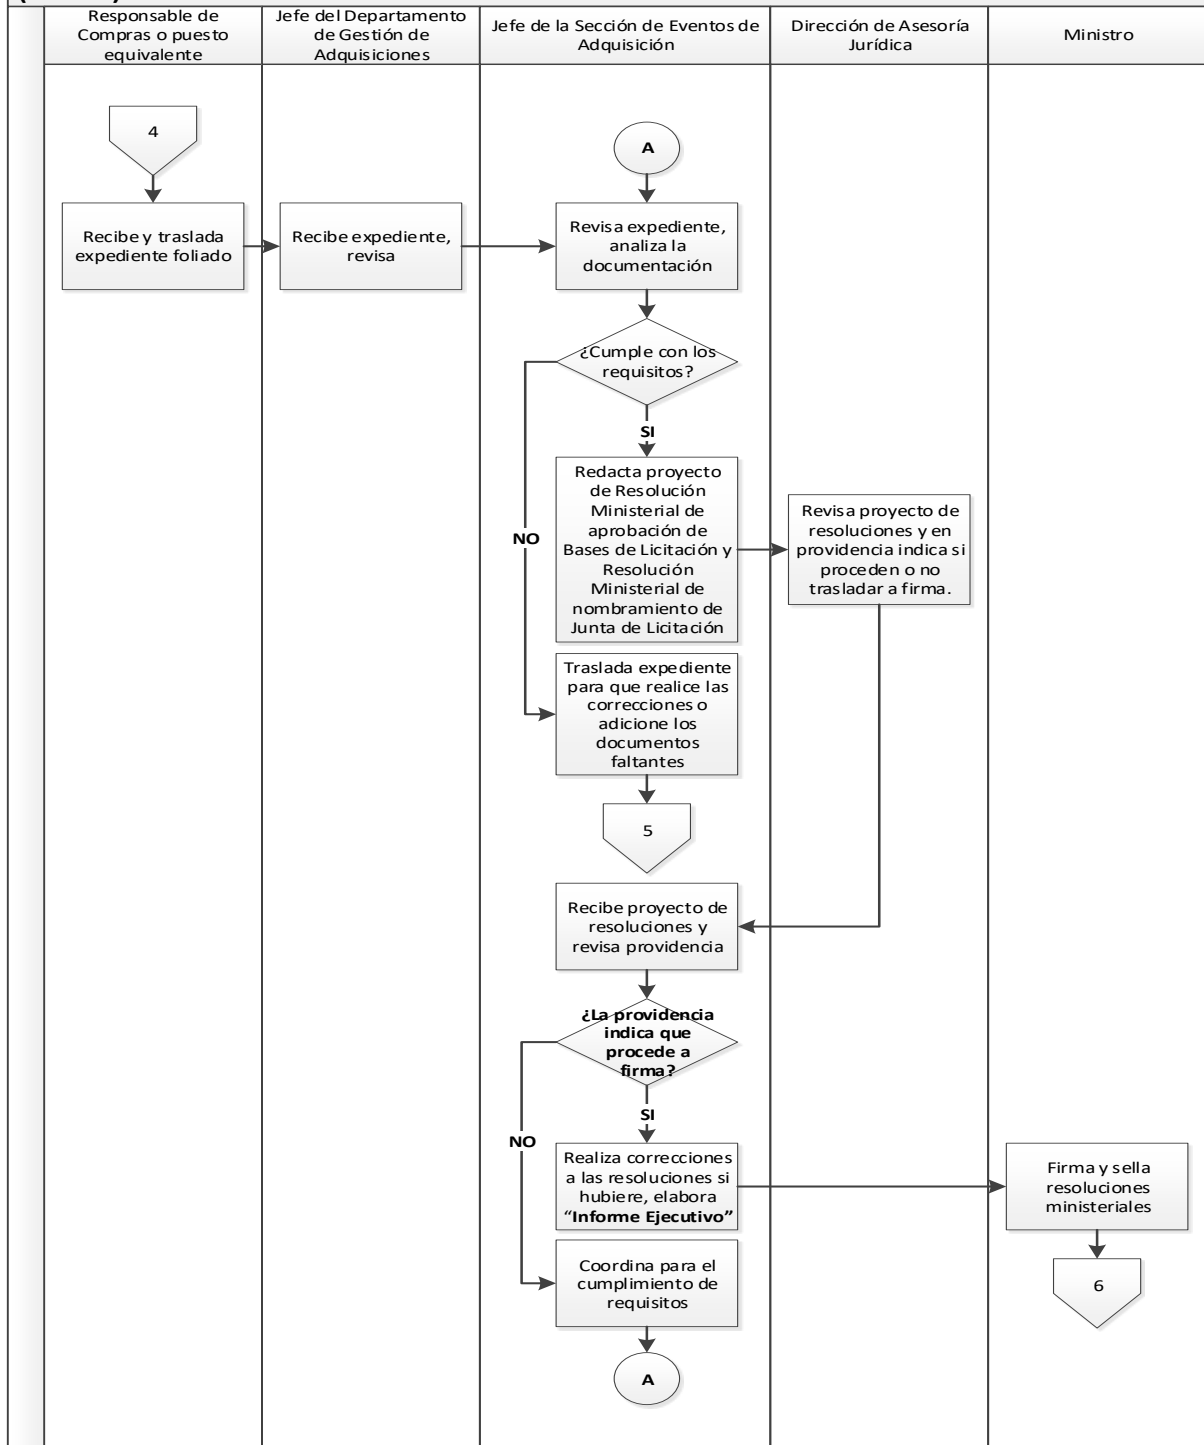 Responsable de
Compras o puesto
equivalente
Jefe del Departamento
de Gestión de
Adquisiciones
Jefe de la Sección de Eventos de
Adquisición
Dirección de Asesoría
Jurídica
Ministro
4
A
Recibe y traslada
expediente foliado
Recibe expediente,
revisa
Revisa expediente,
analiza la
documentación
¿Cumple con los
requisitos?
SI
NO
Redacta proyecto
de Resolución
Ministerial de
aprobación de
Bases de Licitación y
Resolución
Ministerial de
nombramiento de
Junta de Licitación
Revisa proyecto de
resoluciones y en
providencia indica si
proceden o no
trasladar a firma.
Traslada expediente
para que realice las
correcciones o
adicione los
documentos
faltantes
5
Recibe proyecto de
resoluciones y
revisa providencia
¿La providencia
indica que
procede a
firma?
SI
NO
Realiza correcciones
a las resoluciones si
hubiere, elabora
“Informe Ejecutivo”
Firma y sella
resoluciones
ministeriales
6
Coordina para el
cumplimiento de
requisitos
A